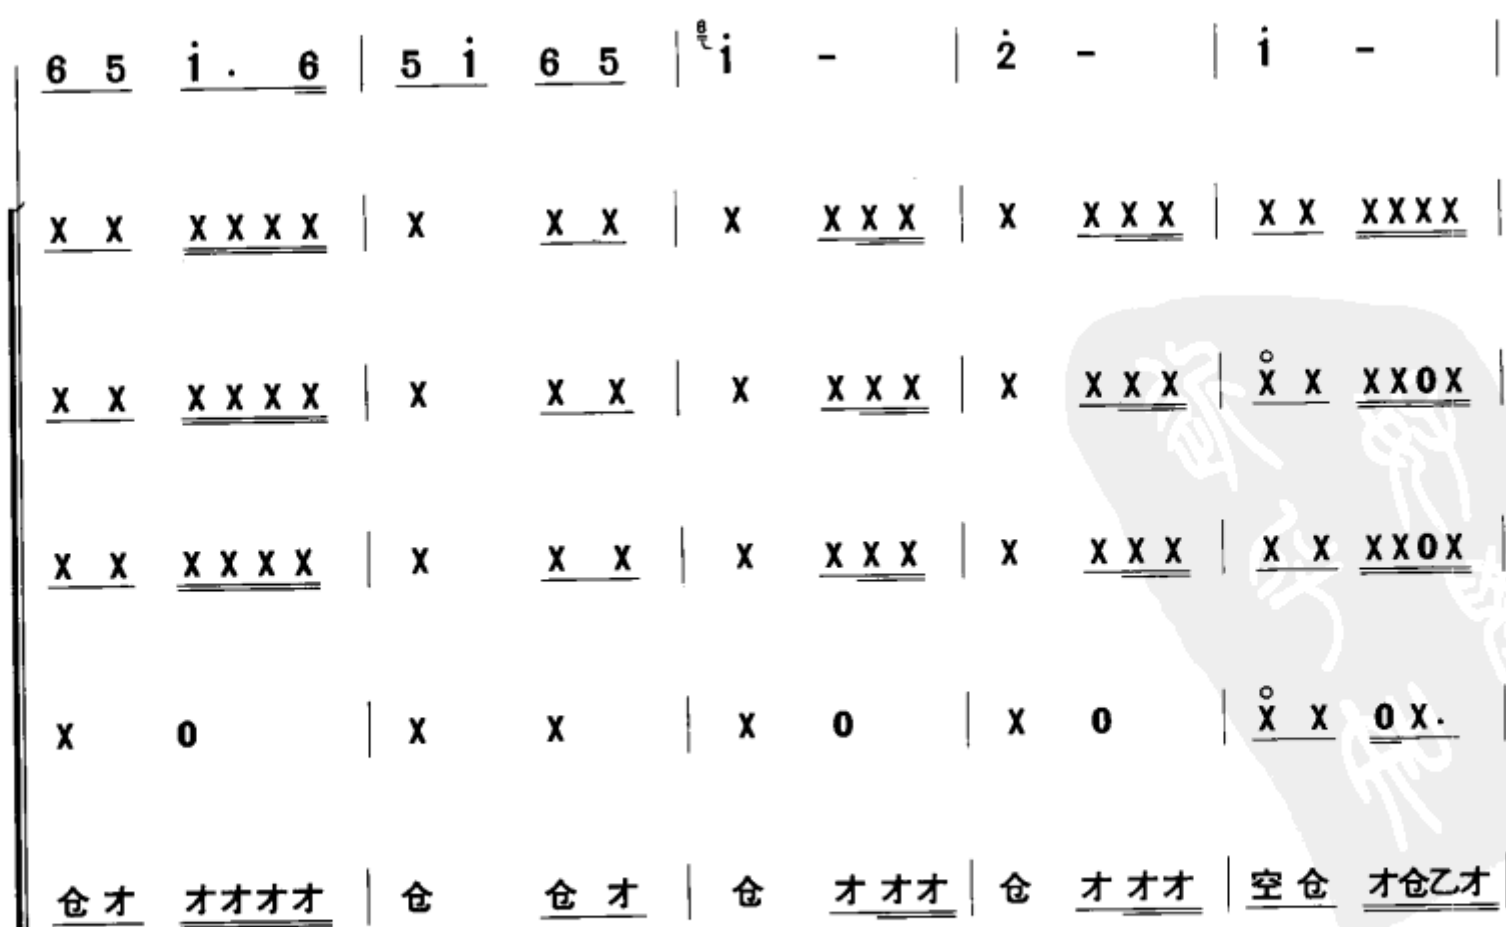 6 5 i̇ . 6 | 5 i̇ 6 5 | 6 i̇ - | 2̇ - | i̇ - |
X X X X X X | X X X | X X X X | X X X X | X X X X X X |
X X X X X X | X X X | X X X X | X X X X | X̊ X X X 0 X |
X X X X X X | X X X | X X X X | X X X X | X X X X 0 X |
X 0 | X X | X 0 | X 0 | X̊ X 0 X . |
仓 才 才才才才 | 仓 仓 才 | 仓 才 才才 | 仓 才 才才 | 空 仓 才仓乙才